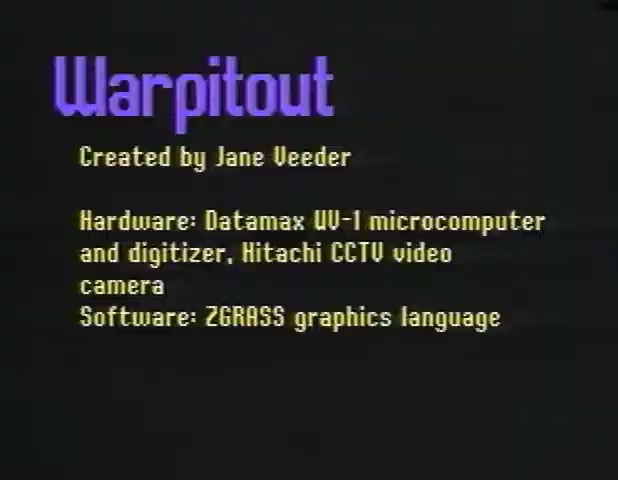 Warpitout
Created by Jane Veeder
Hardware: Datamax UV-1 microcomputer
and digitizer, Hitachi CCTV video
camera
Software: ZGRASS graphics language